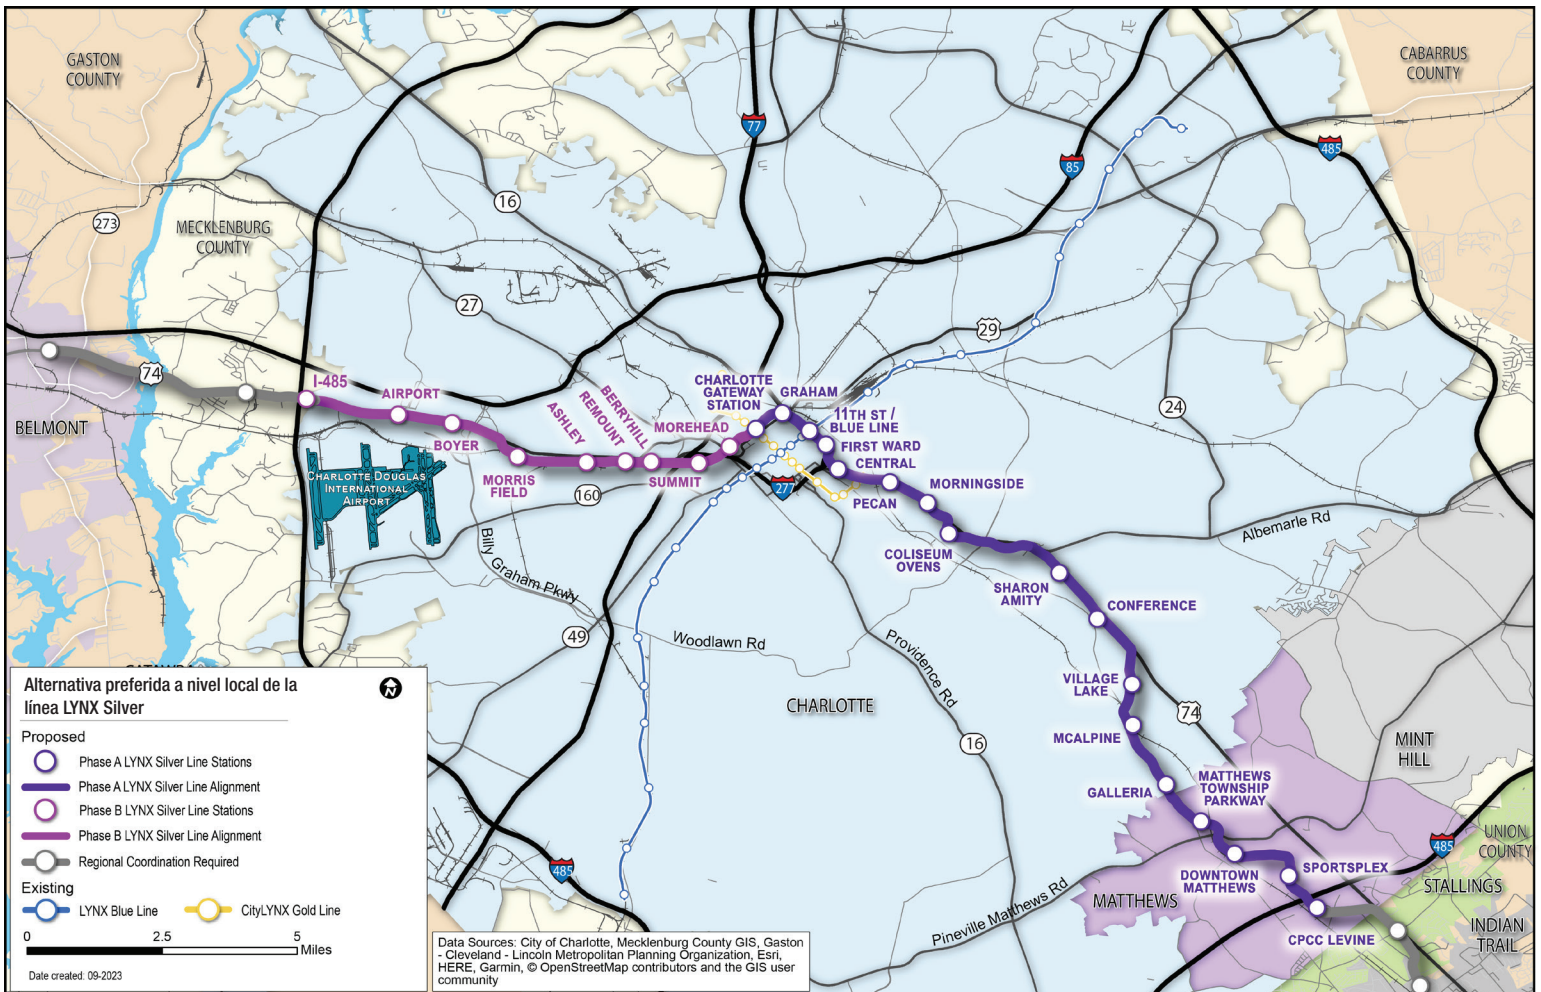 GASTON
COUNTY
CABARRUS
COUNTY
77
85
485
16
273
MECKLENBURG
COUNTY
27
29
74
I-485
AIRPORT
BOYER
BELMONT
MORRIS
FIELD
ASHLEY
REMOUNT
BERRYHILL
SUMMIT
MOREHEAD
CHARLOTTE
GATEWAY
STATION
GRAHAM
11TH ST /
BLUE LINE
FIRST WARD
CENTRAL
PECAN
MORNINGSIDE
24
CHARLOTTE DOUGLAS
INTERNATIONAL
AIRPORT
160
277
COLISEUM
OVENS
Albemarle Rd
SHARON
AMITY
CONFERENCE
Billy
Graham Pkwy
49
Woodlawn Rd
Providence Rd
CHARLOTTE
VILLAGE
LAKE
74
MCALPINE
16
MINT
HILL
GALLERIA
MATTHEWS
TOWNSHIP
PARKWAY
UNION
COUNTY
485
485
DOWNTOWN
MATTHEWS
SPORTSPLEX
STALLINGS
MATTHEWS
Pineville Matthews Rd
CPCC LEVINE
INDIAN
TRAIL
Alternativa preferida a nivel local de la
línea LYNX Silver
N
Proposed
Phase A LYNX Silver Line Stations
Phase A LYNX Silver Line Alignment
Phase B LYNX Silver Line Stations
Phase B LYNX Silver Line Alignment
Regional Coordination Required
Existing
LYNX Blue Line
CityLYNX Gold Line
0 2.5 5
Miles
Date created: 09-2023
Data Sources: City of Charlotte, Mecklenburg County GIS, Gaston
- Cleveland - Lincoln Metropolitan Planning Organization, Esri,
HERE, Garmin, © OpenStreetMap contributors and the GIS user
community